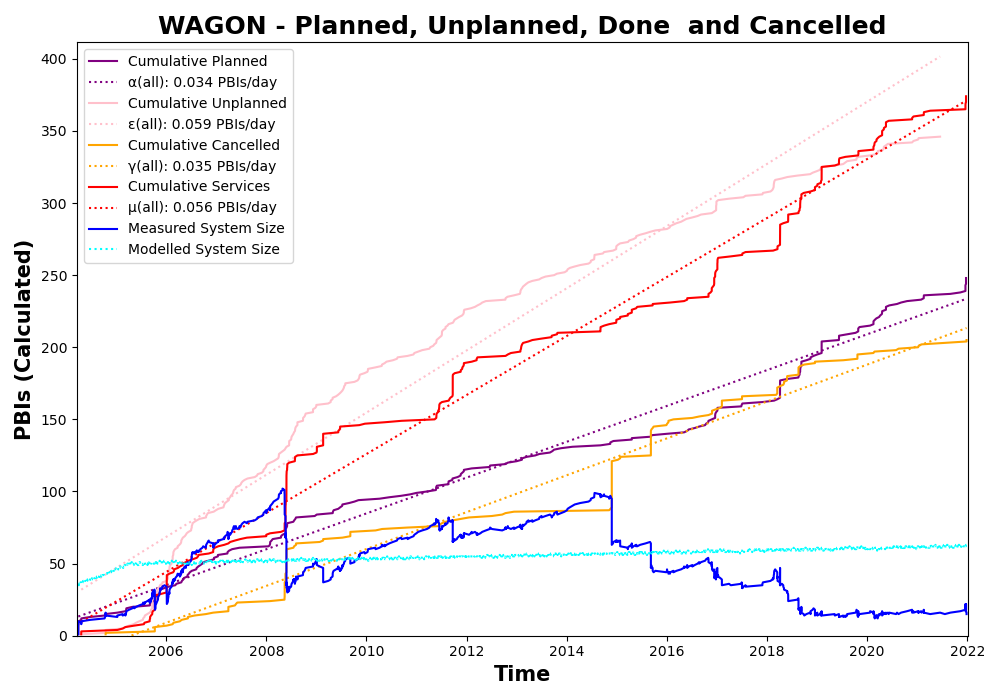 WAGON - Planned, Unplanned, Done  and Cancelled
PBIs (Calculated)
400
350
300
250
200
150
100
50
0
Cumulative Planned
α(all): 0.034 PBIs/day
Cumulative Unplanned
ε(all): 0.059 PBIs/day
Cumulative Cancelled
γ(all): 0.035 PBIs/day
Cumulative Services
μ(all): 0.056 PBIs/day
Measured System Size
Modelled System Size
2006 2008 2010 2012 2014 2016 2018 2020 2022
Time